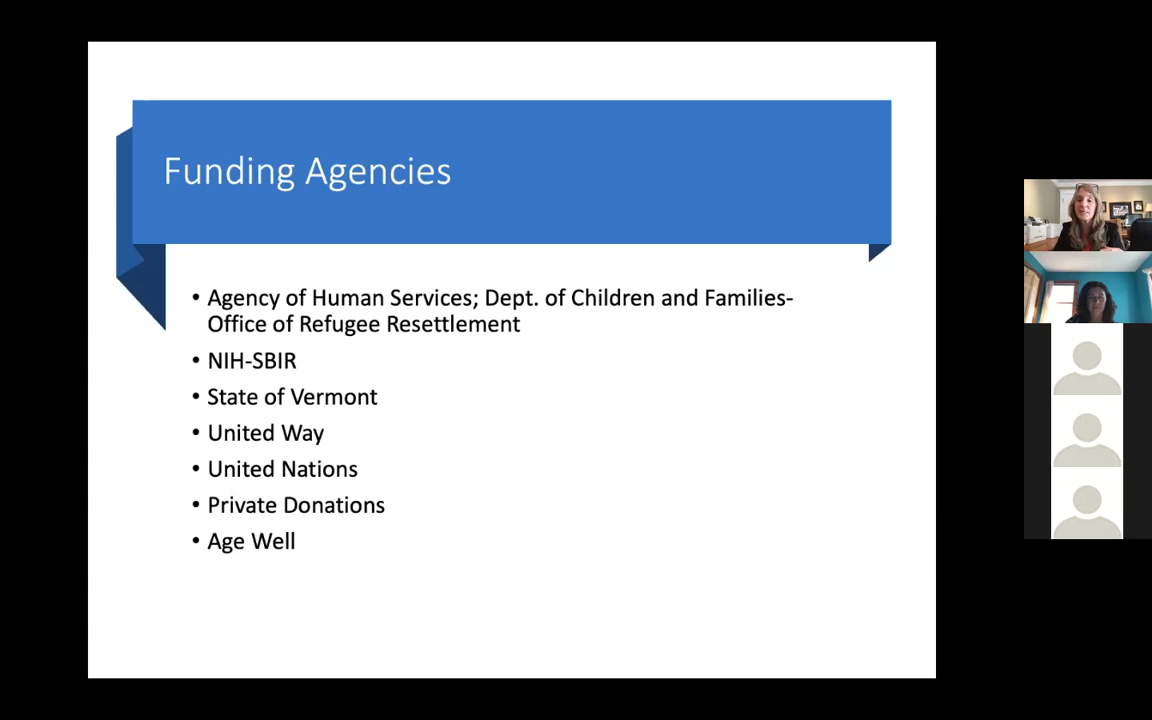 Funding Agencies
• Agency of Human Services; Dept. of Children and Families-
Office of Refugee Resettlement
• NIH-SBIR
• State of Vermont
• United Way
• United Nations
• Private Donations
• Age Well